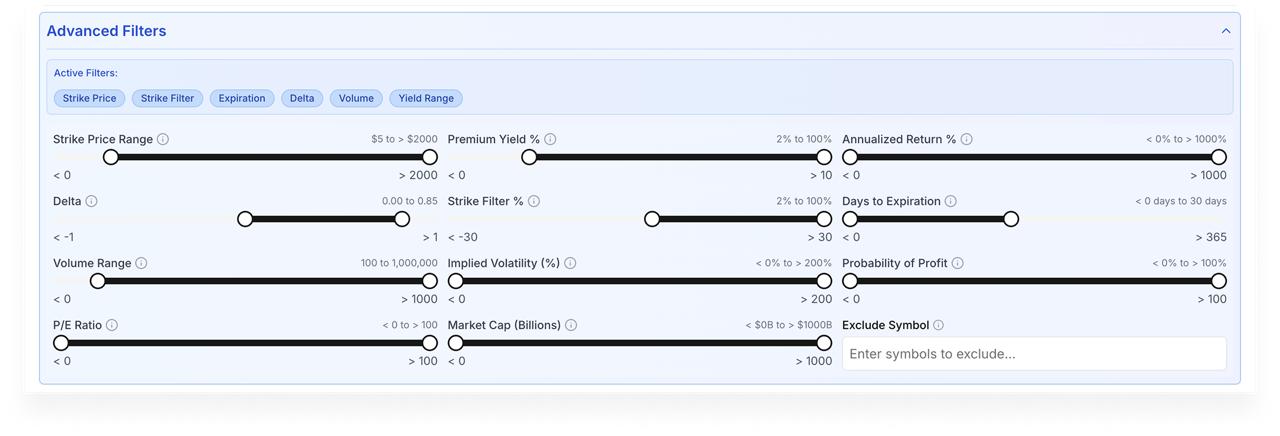 Advanced Filters
Active Filters:
Strike Price Strike Filter Expiration Delta Volume Yield Range
Strike Price Range $5 to > $2000
< 0 > 2000
Premium Yield % 2% to 100%
< 0 > 10
Annualized Return % < 0% to > 1000%
< 0 > 1000
Delta 0.00 to 0.85
< -1 > 1
Strike Filter % 2% to 100%
< -30 > 30
Days to Expiration < 0 days to 30 days
< 0 > 365
Volume Range 100 to 1,000,000
< 0 > 1000
Implied Volatility (%) < 0% to > 200%
< 0 > 200
Probability of Profit < 0% to > 100%
< 0 > 100
P/E Ratio < 0 to > 100
< 0 > 100
Market Cap (Billions) < $0B to > $1000B
< 0 > 1000
Exclude Symbol
Enter symbols to exclude...